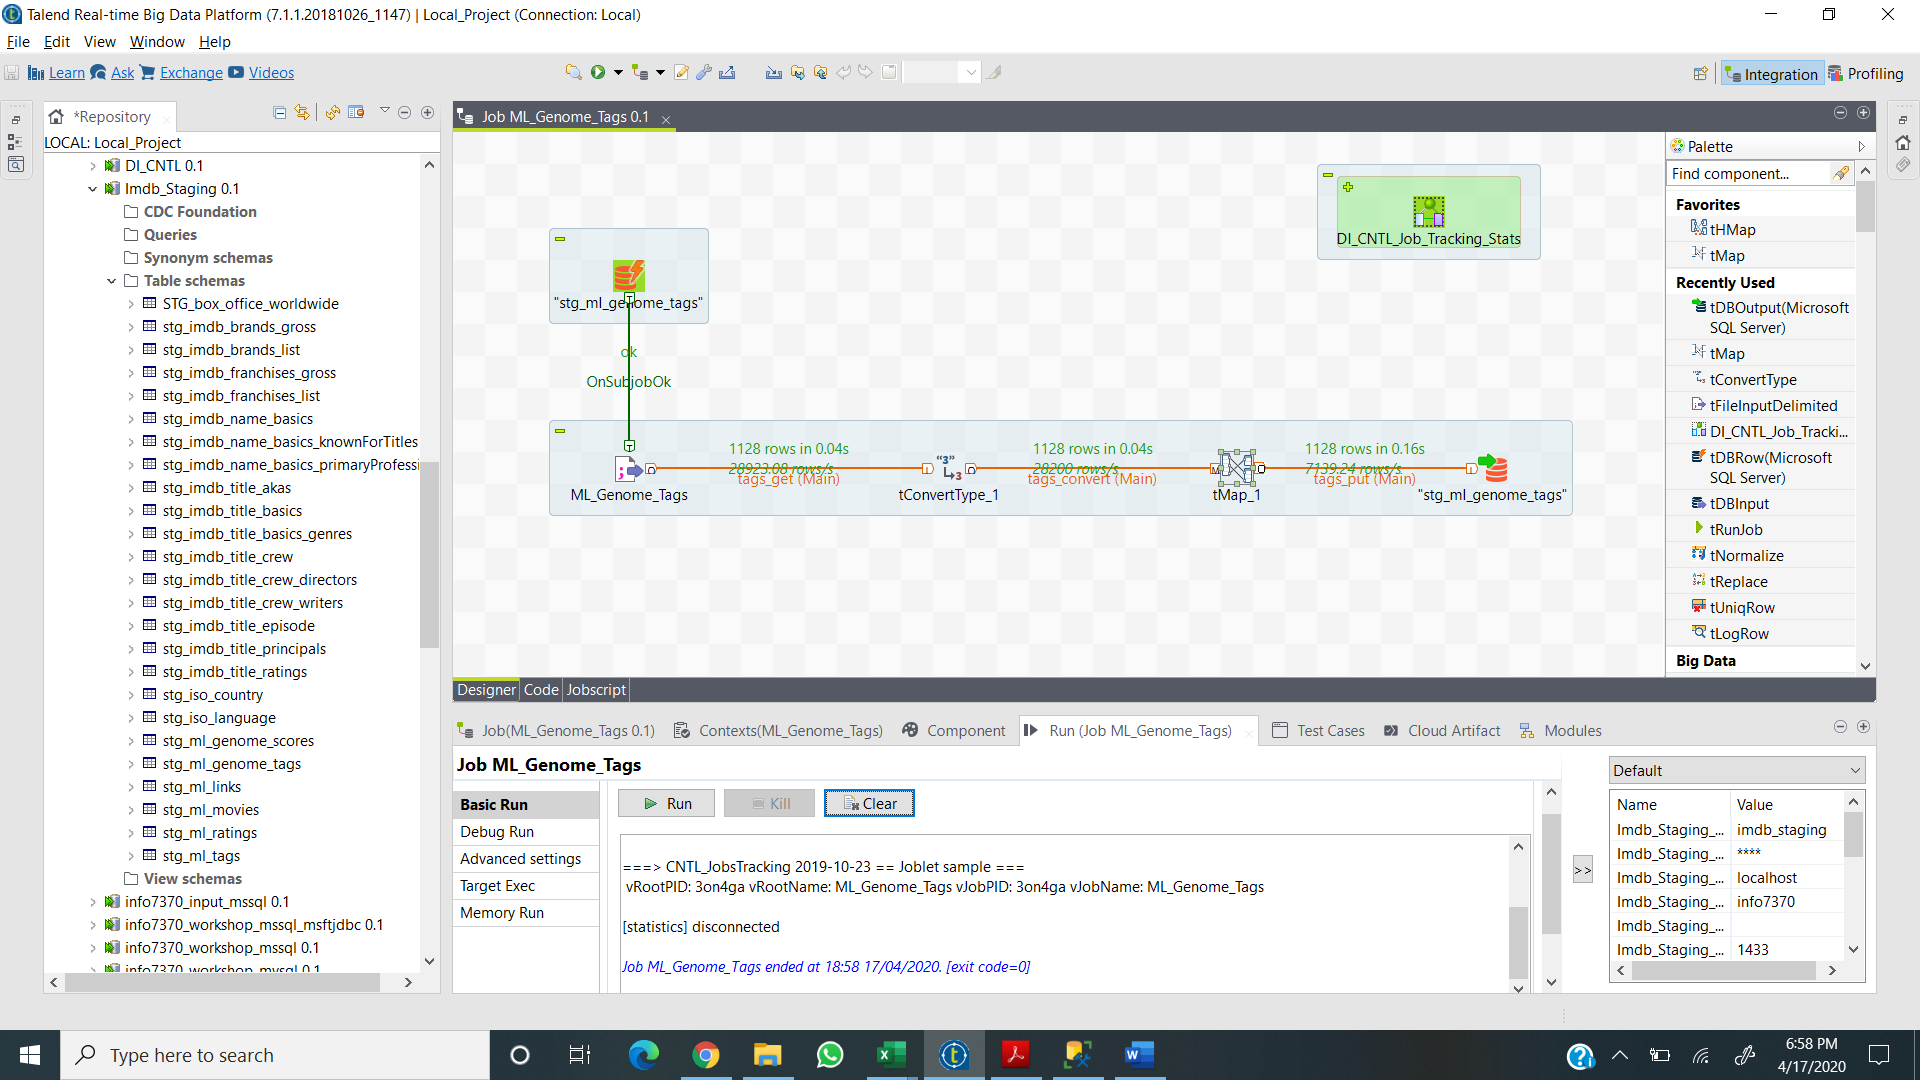 Talend Real-time Big Data Platform (7.1.1.20181026_1147) | Local_Project (Connection: Local)
File Edit View Window Help
Learn Ask Exchange Videos
Integration Profiling
*Repository
LOCAL: Local_Project
DI_CNTL 0.1
Imdb_Staging 0.1
CDC Foundation
Queries
Synonym schemas
Table schemas
STG_box_office_worldwide
stg_imdb_brands_gross
stg_imdb_brands_list
stg_imdb_franchises_gross
stg_imdb_franchises_list
stg_imdb_name_basics
stg_imdb_name_basics_knownForTitles
stg_imdb_name_basics_primaryProfessi
stg_imdb_title_akas
stg_imdb_title_basics
stg_imdb_title_basics_genres
stg_imdb_title_crew
stg_imdb_title_crew_directors
stg_imdb_title_crew_writers
stg_imdb_title_episode
stg_imdb_title_principals
stg_imdb_title_ratings
stg_iso_country
stg_iso_language
stg_ml_genome_scores
stg_ml_genome_tags
stg_ml_links
stg_ml_movies
stg_ml_ratings
stg_ml_tags
View schemas
info7370_input_mssql 0.1
info7370_workshop_mssql_msftjdbc 0.1
info7370_workshop_mssql 0.1
info7370_workshop_mysql 0.1
Job ML_Genome_Tags 0.1
DI_CNTL_Job_Tracking_Stats
"stg_ml_genome_tags"
ok
OnSubjobOk
1128 rows in 0.04s
28923.08 rows/s
tags_get (Main)
1128 rows in 0.04s
28200 rows/s
tags_convert (Main)
1128 rows in 0.16s
7139.24 rows/s
tags_put (Main)
ML_Genome_Tags
tConvertType_1
tMap_1
"stg_ml_genome_tags"
Designer Code Jobscript
Palette
Find component...
Favorites
tHMap
tMap
Recently Used
tDBOutput(Microsoft
SQL Server)
tMap
tConvertType
tFileInputDelimited
DI_CNTL_Job_Tracki...
tDBRow(Microsoft
SQL Server)
tDBInput
tRunJob
tNormalize
tReplace
tUniqRow
tLogRow
Big Data
Job(ML_Genome_Tags 0.1) Contexts(ML_Genome_Tags) Component Run (Job ML_Genome_Tags) Test Cases Cloud Artifact Modules
Job ML_Genome_Tags
Basic Run
Debug Run
Advanced settings
Target Exec
Memory Run
Run Kill Clear
===> CNTL_JobsTracking 2019-10-23 == Joblet sample ===
vRootPID: 3on4ga vRootName: ML_Genome_Tags vJobPID: 3on4ga vJobName: ML_Genome_Tags
[statistics] disconnected
Job ML_Genome_Tags ended at 18:58 17/04/2020. [exit code=0]
>>
Default
Name Value
Imdb_Staging_... imdb_staging
Imdb_Staging_... ****
Imdb_Staging_... localhost
Imdb_Staging_... info7370
Imdb_Staging_...
Imdb_Staging_... 1433
Type here to search
6:58 PM
4/17/2020